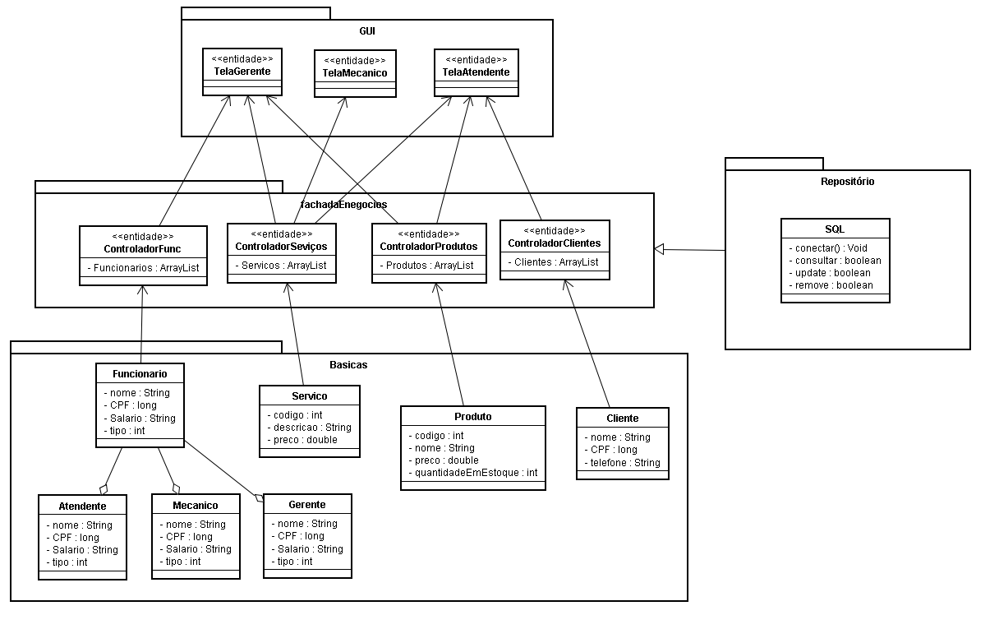 GUI
<<entidade>>
TelaGerente
<<entidade>>
TelaMecanico
<<entidade>>
TelaAtendente
fachadaEnegocios
<<entidade>>
ControladorFunc
- Funcionarios : ArrayList
<<entidade>>
ControladorSeviços
- Servicos : ArrayList
<<entidade>>
ControladorProdutos
- Produtos : ArrayList
<<entidade>>
ControladorClientes
- Clientes : ArrayList
Repositório
SQL
- conectar() : Void
- consultar : boolean
- update : boolean
- remove : boolean
Basicas
Funcionario
- nome : String
- CPF : long
- Salario : String
- tipo : int
Servico
- codigo : int
- descricao : String
- preco : double
Produto
- codigo : int
- nome : String
- preco : double
- quantidadeEmEstoque : int
Cliente
- nome : String
- CPF : long
- telefone : String
Atendente
- nome : String
- CPF : long
- Salario : String
- tipo : int
Mecanico
- nome : String
- CPF : long
- Salario : String
- tipo : int
Gerente
- nome : String
- CPF : long
- Salario : String
- tipo : int